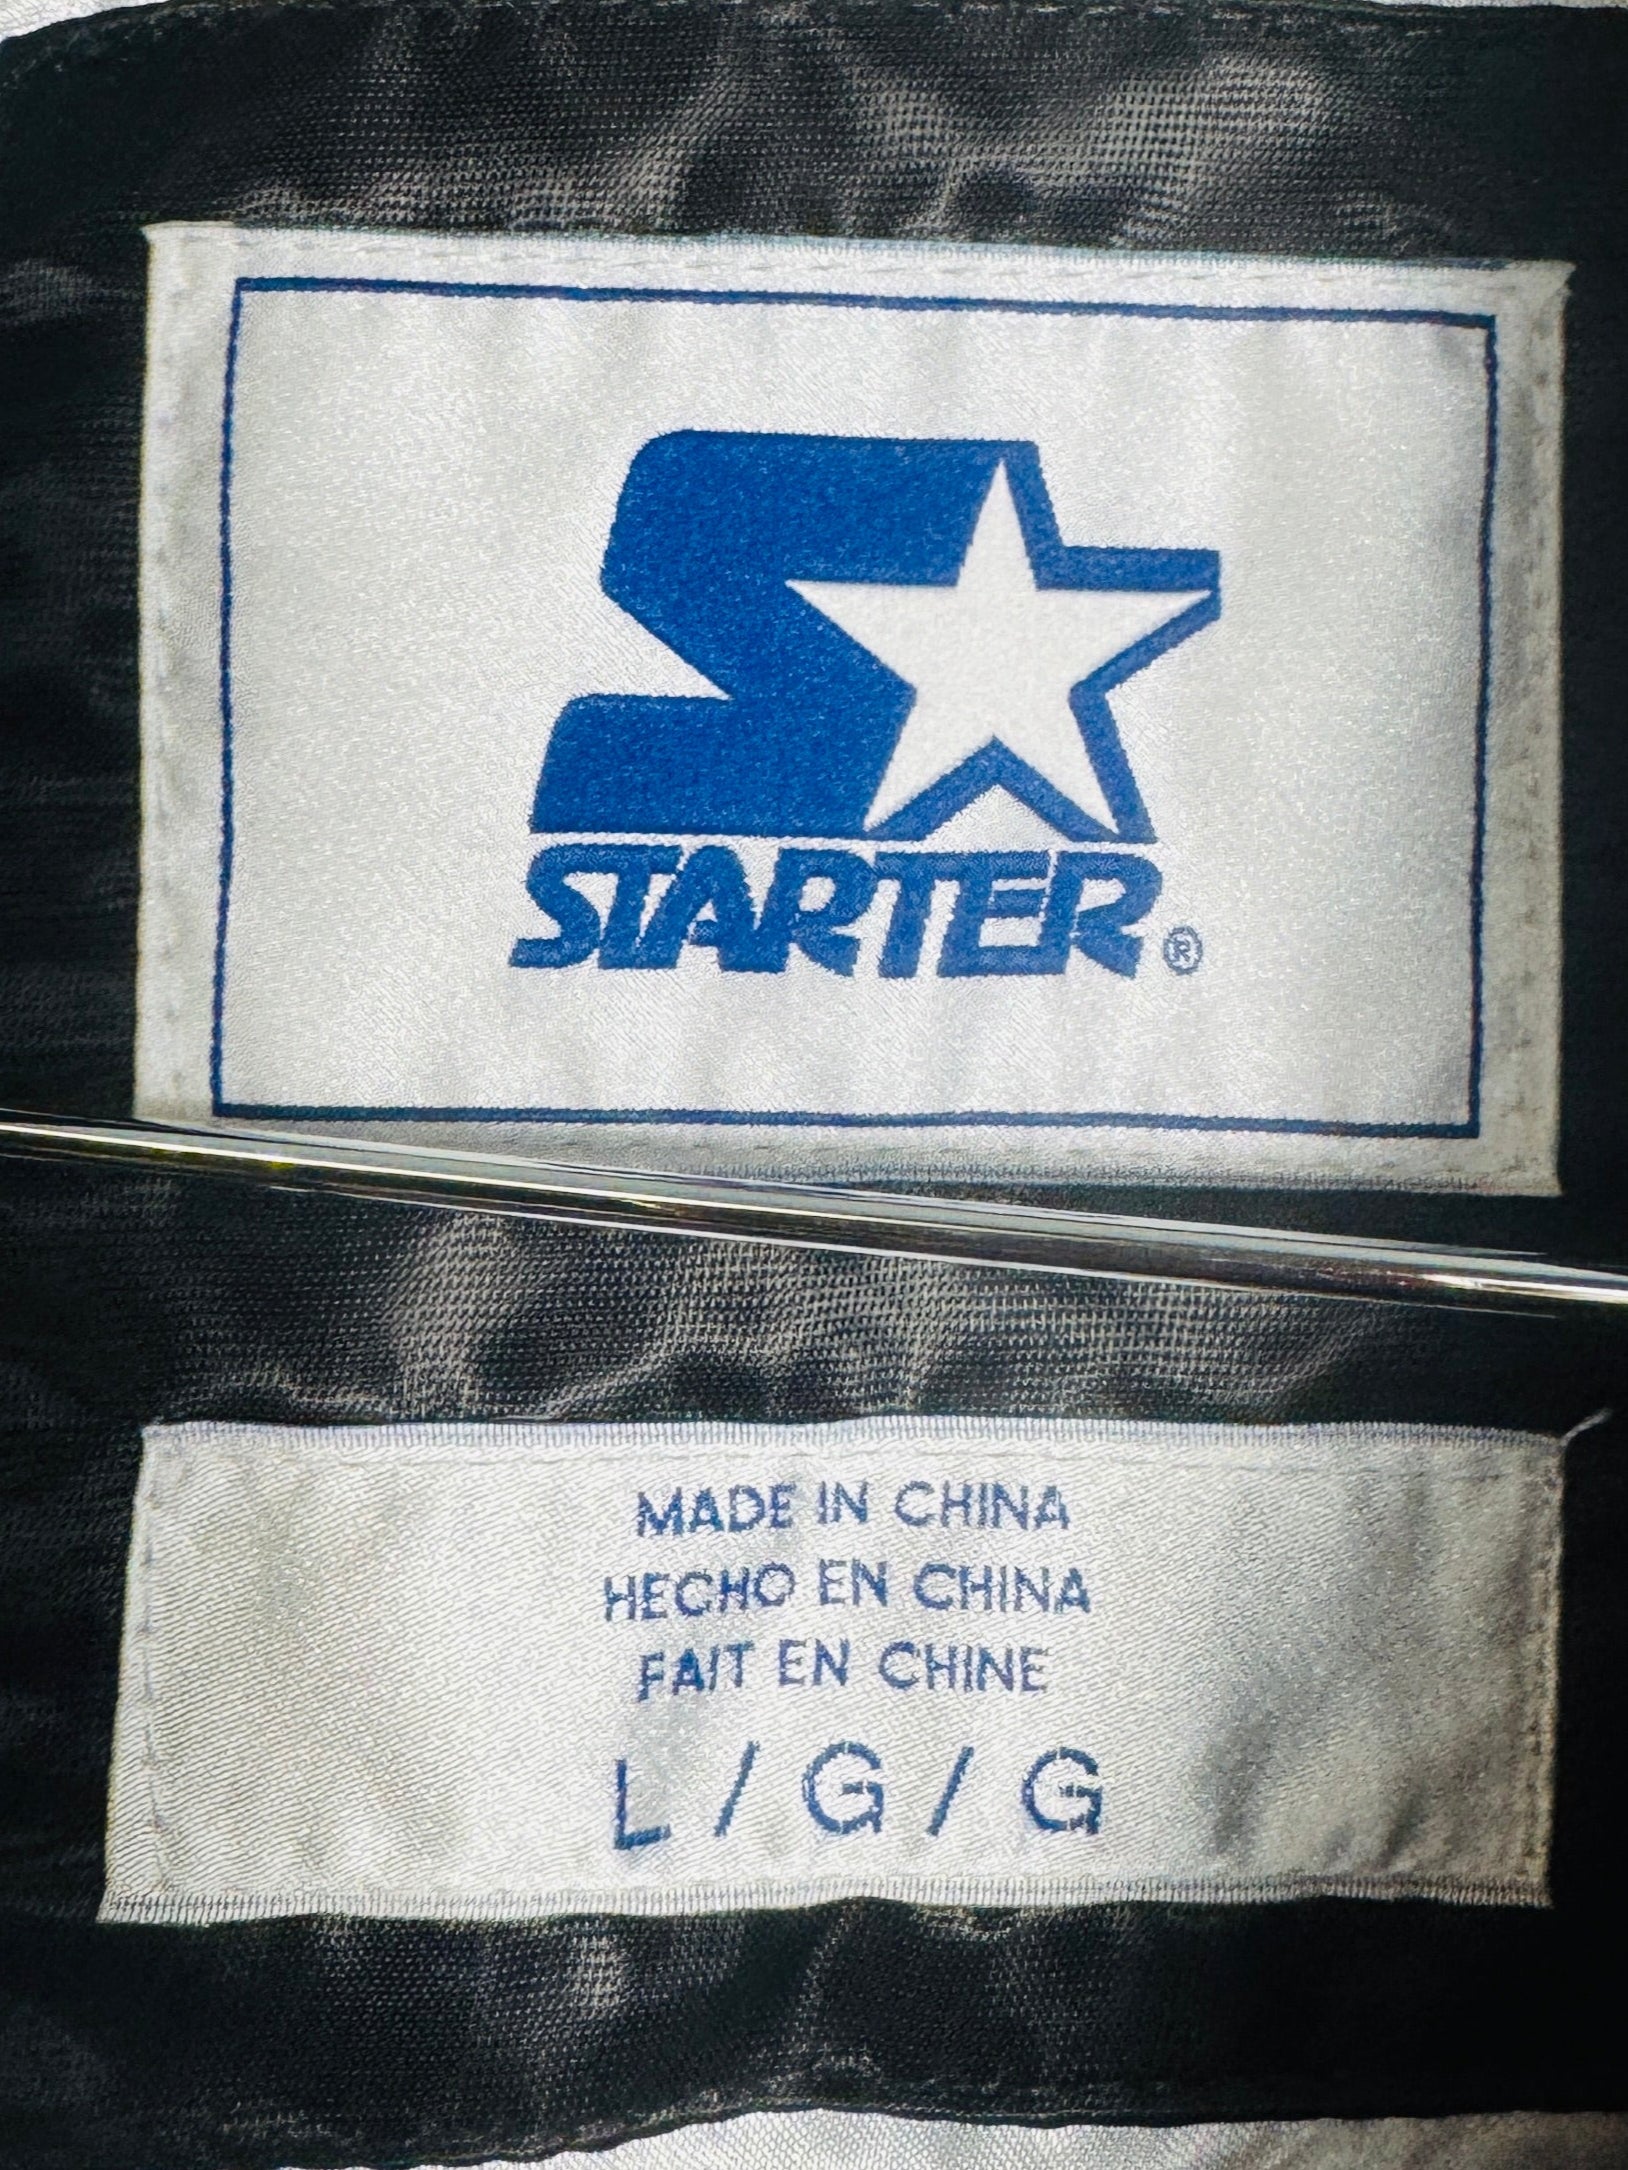 STARTER®
MADE IN CHINA
HECHO EN CHINA
FAIT EN CHINE
L / G / G